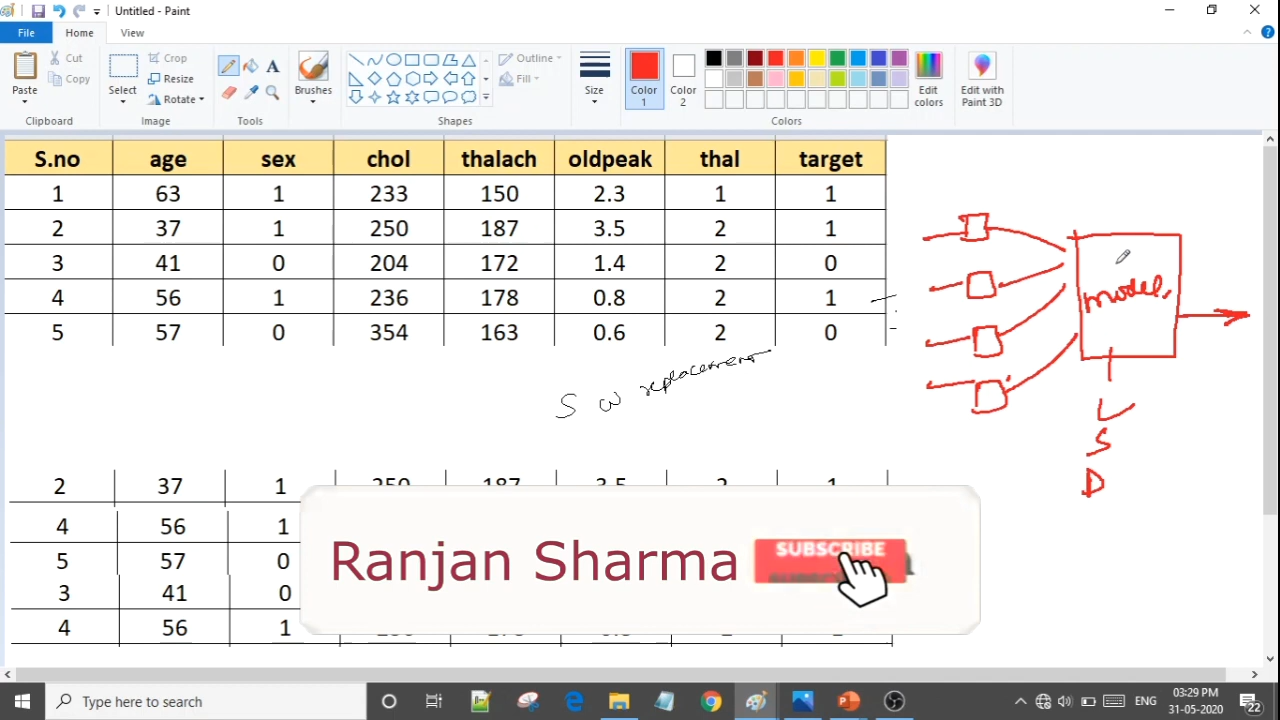 Untitled - Paint
File Home View
Paste Cut Copy Clipboard
Select Crop Resize Rotate Image
Tools
Brushes
Shapes Outline Fill
Size
Color 1 Color 2 Colors
Edit colors
Edit with Paint 3D
S.no age sex chol thalach oldpeak thal target
1 63 1 233 150 2.3 1 1
2 37 1 250 187 3.5 2 1
3 41 0 204 172 1.4 2 0
4 56 1 236 178 0.8 2 1
5 57 0 354 163 0.6 2 0
model.
S w replacement
L
S
D
2 37 1 250 187 3.5 2 1
4 56 1
5 57 0
3 41 0
4 56 1
Ranjan Sharma SUBSCRIBE
Type here to search
ENG
03:29 PM
31-05-2020
22